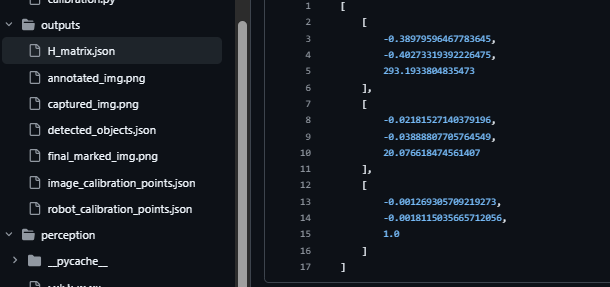 calibration.py
outputs
H_matrix.json
annotated_img.png
captured_img.png
detected_objects.json
final_marked_img.png
image_calibration_points.json
robot_calibration_points.json
perception
__pycache__
1 [
2 [
3 -0.38979596467783645,
4 -0.40273319392226475,
5 293.1933804835473
6 ],
7 [
8 -0.02181527140379196,
9 -0.03888807705764549,
10 20.076618474561407
11 ],
12 [
13 -0.001269305709219273,
14 -0.0018115035665712056,
15 1.0
16 ]
17 ]